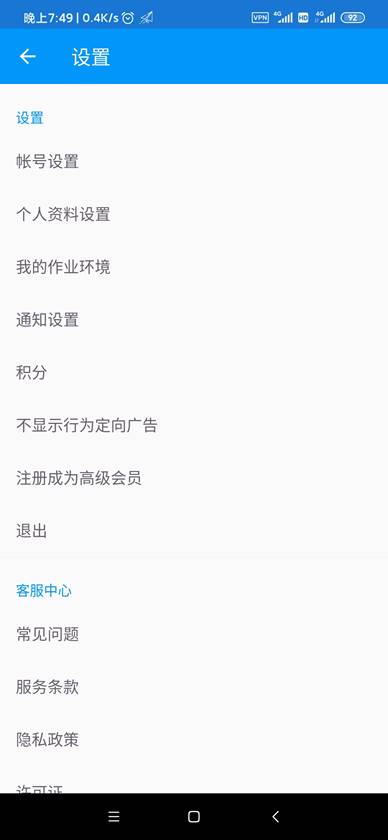 晚上7:49 | 0.4K/s
VPN 4G HD 4G 92
设置
设置
帐号设置
个人资料设置
我的作业环境
通知设置
积分
不显示行为定向广告
注册成为高级会员
退出
客服中心
常见问题
服务条款
隐私政策
许可证